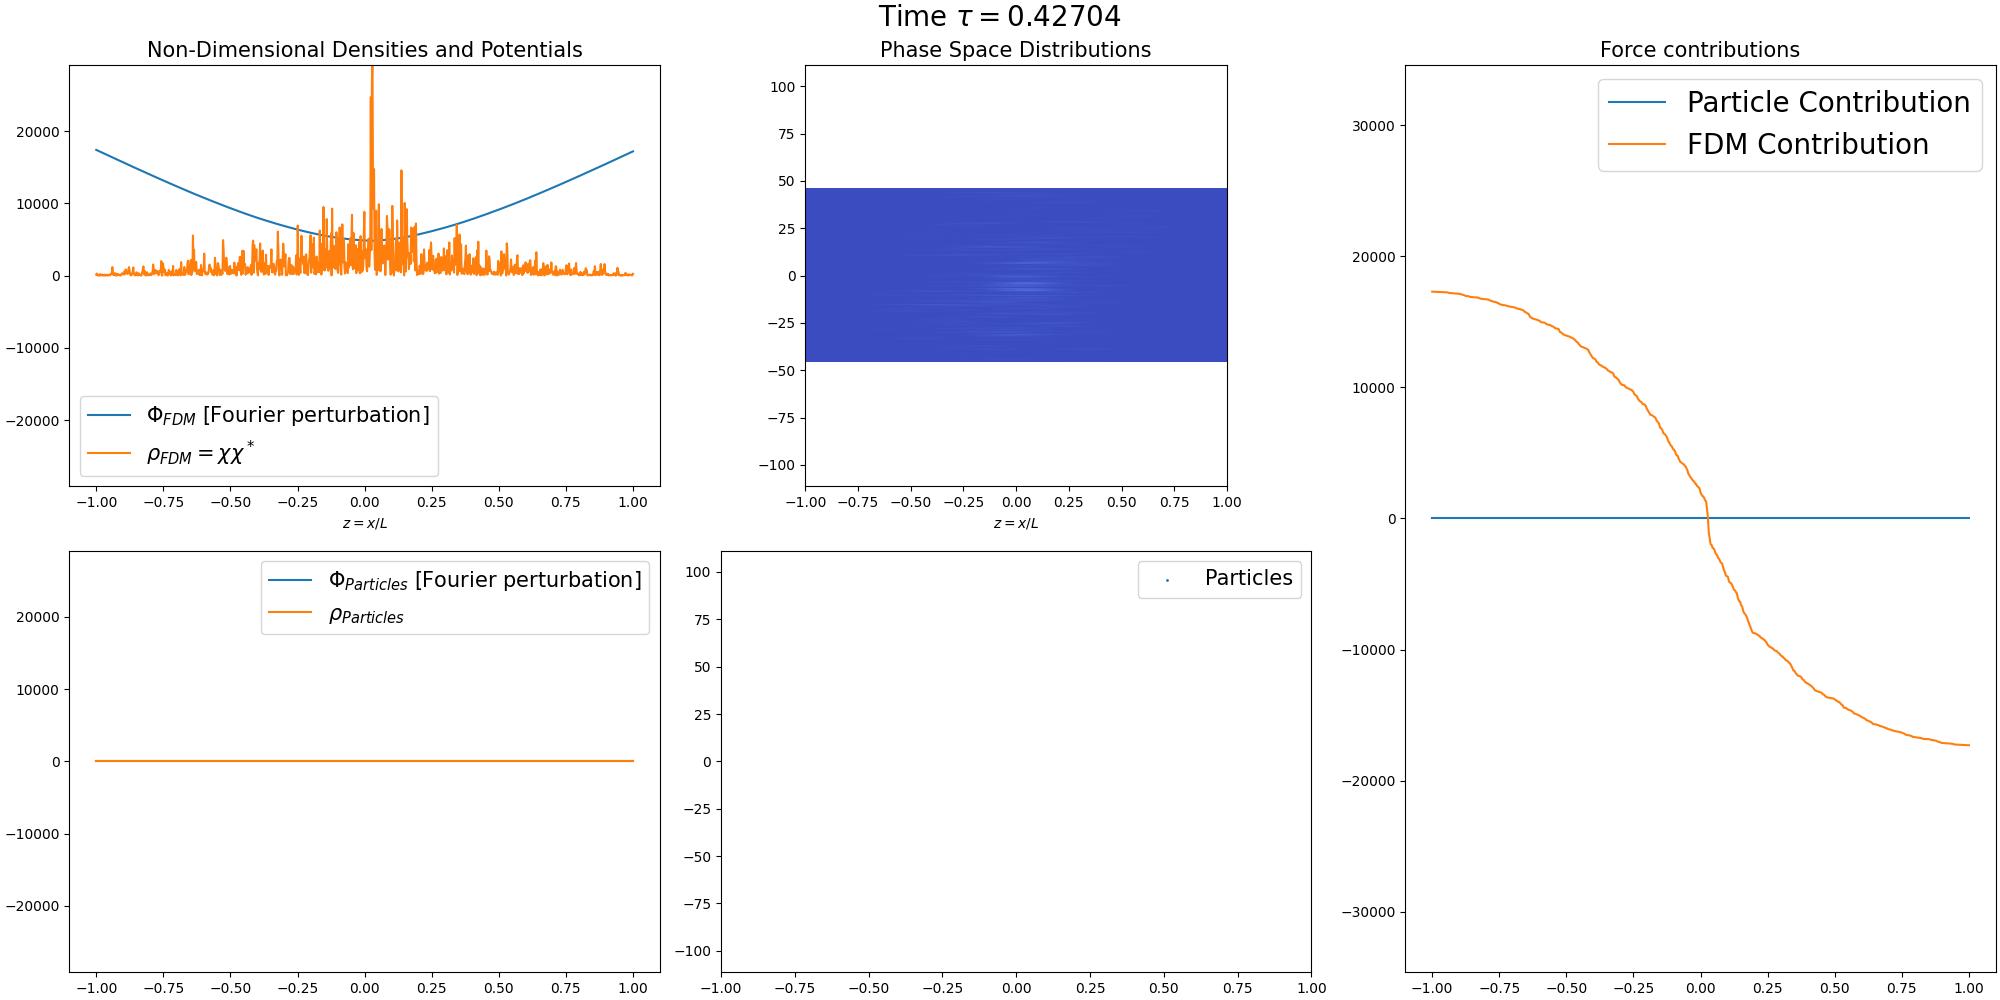 Time τ = 0.42704
Non-Dimensional Densities and Potentials
20000
10000
0
−10000
−20000
Φ_FDM [Fourier perturbation]
ρ_FDM = χχ*
−1.00 −0.75 −0.50 −0.25 0.00 0.25 0.50 0.75 1.00
z = x/L
Phase Space Distributions
100
75
50
25
0
−25
−50
−75
−100
−1.00 −0.75 −0.50 −0.25 0.00 0.25 0.50 0.75 1.00
z = x/L
Force contributions
Particle Contribution
FDM Contribution
30000
20000
10000
0
−10000
−20000
−30000
−1.00 −0.75 −0.50 −0.25 0.00 0.25 0.50 0.75 1.00
Φ_Particles [Fourier perturbation]
ρ_Particles
20000
10000
0
−10000
−20000
−1.00 −0.75 −0.50 −0.25 0.00 0.25 0.50 0.75 1.00
Particles
100
75
50
25
0
−25
−50
−75
−100
−1.00 −0.75 −0.50 −0.25 0.00 0.25 0.50 0.75 1.00